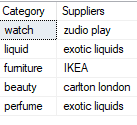 Category Suppliers
watch zudio play
liquid exotic liquids
furniture IKEA
beauty carlton london
perfume exotic liquids